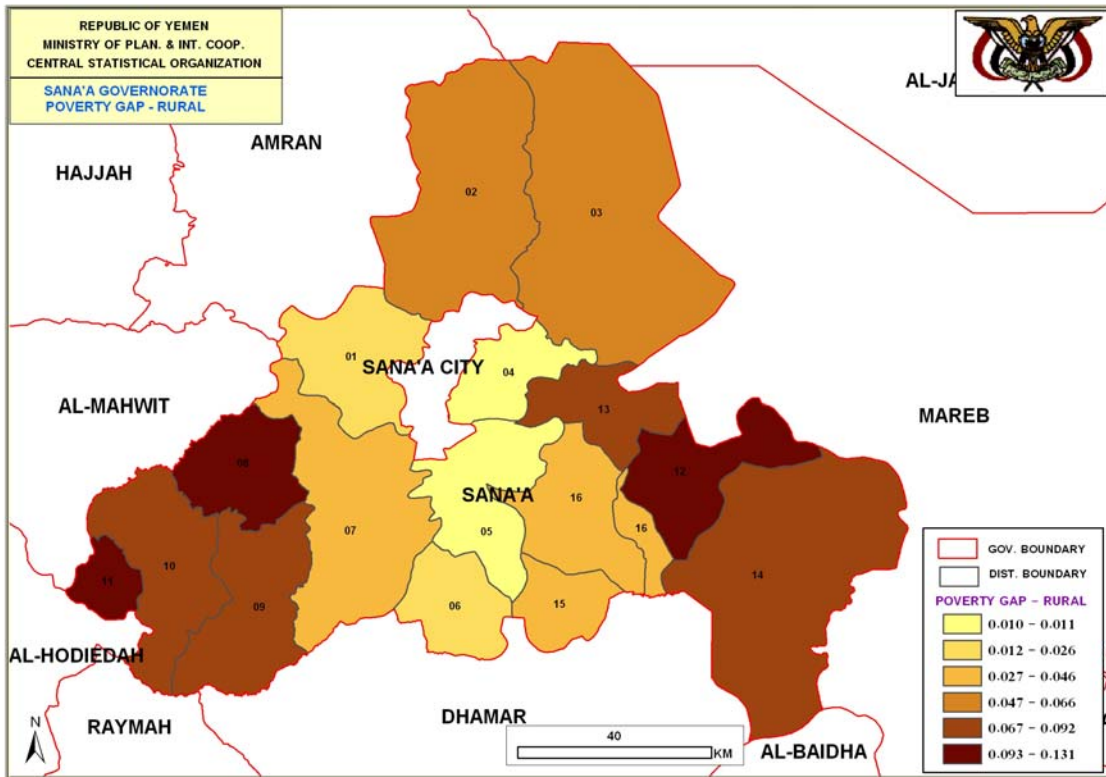 REPUBLIC OF YEMEN
MINISTRY OF PLAN. & INT. COOP.
CENTRAL STATISTICAL ORGANIZATION
SANA'A GOVERNORATE
POVERTY GAP - RURAL
AL-JA
AMRAN
HAJJAH
02
03
01
SANA'A CITY
04
AL-MAHWIT
13
MAREB
08
12
SANA'A
16
07
05
16
10
11
14
09
06
15
AL-HODIEDAH
RAYMAH
DHAMAR
AL-BAIDHA
N
40
KM
GOV. BOUNDARY
DIST. BOUNDARY
POVERTY GAP – RURAL
0.010 – 0.011
0.012 – 0.026
0.027 – 0.046
0.047 – 0.066
0.067 – 0.092
0.093 – 0.131